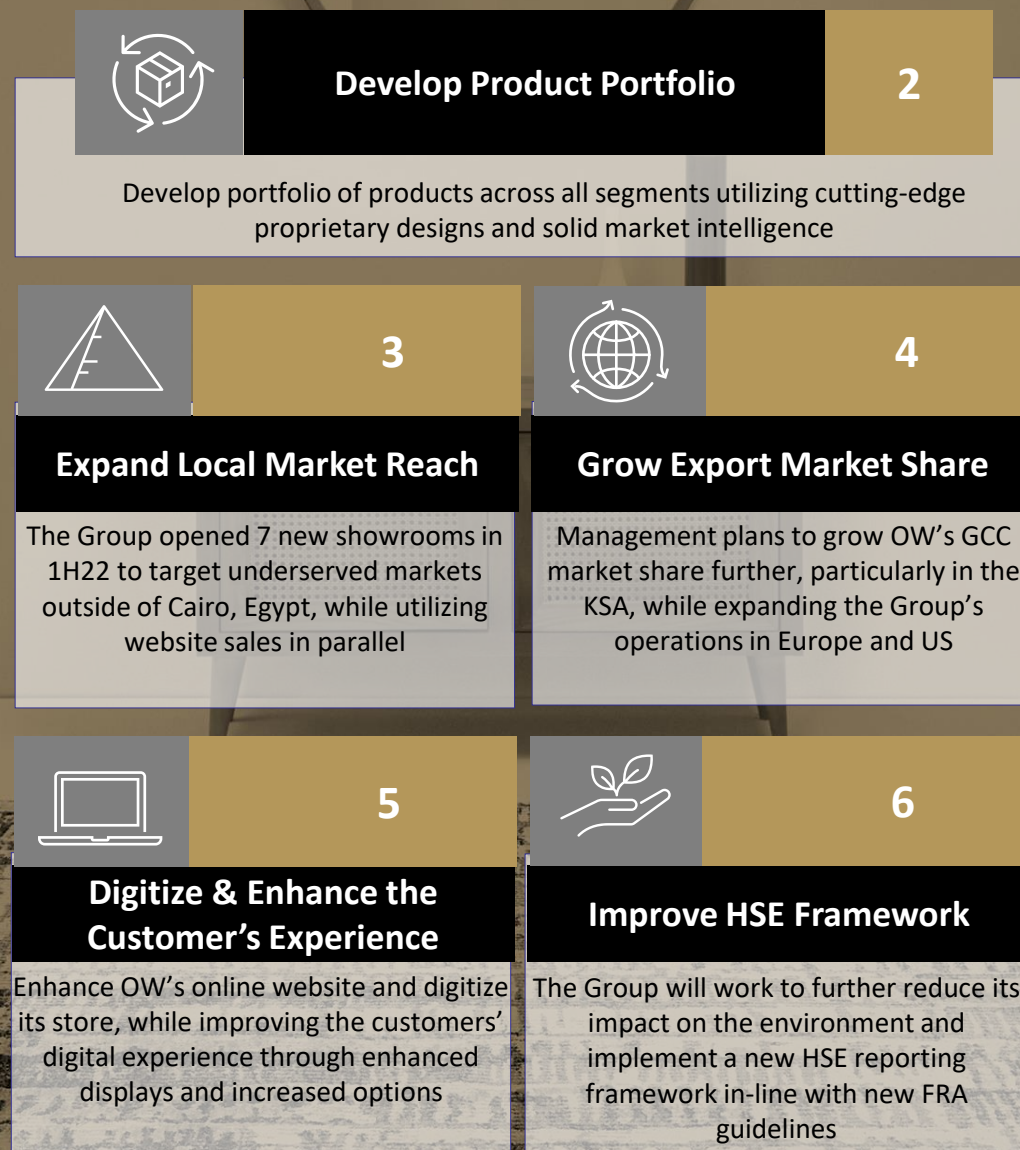 Develop Product Portfolio
2
Develop portfolio of products across all segments utilizing cutting-edge
proprietary designs and solid market intelligence
3
Expand Local Market Reach
The Group opened 7 new showrooms in
1H22 to target underserved markets
outside of Cairo, Egypt, while utilizing
website sales in parallel
4
Grow Export Market Share
Management plans to grow OW’s GCC
market share further, particularly in the
KSA, while expanding the Group’s
operations in Europe and US
5
Digitize & Enhance the
Customer’s Experience
Enhance OW’s online website and digitize
its store, while improving the customers’
digital experience through enhanced
displays and increased options
6
Improve HSE Framework
The Group will work to further reduce its
impact on the environment and
implement a new HSE reporting
framework in-line with new FRA
guidelines